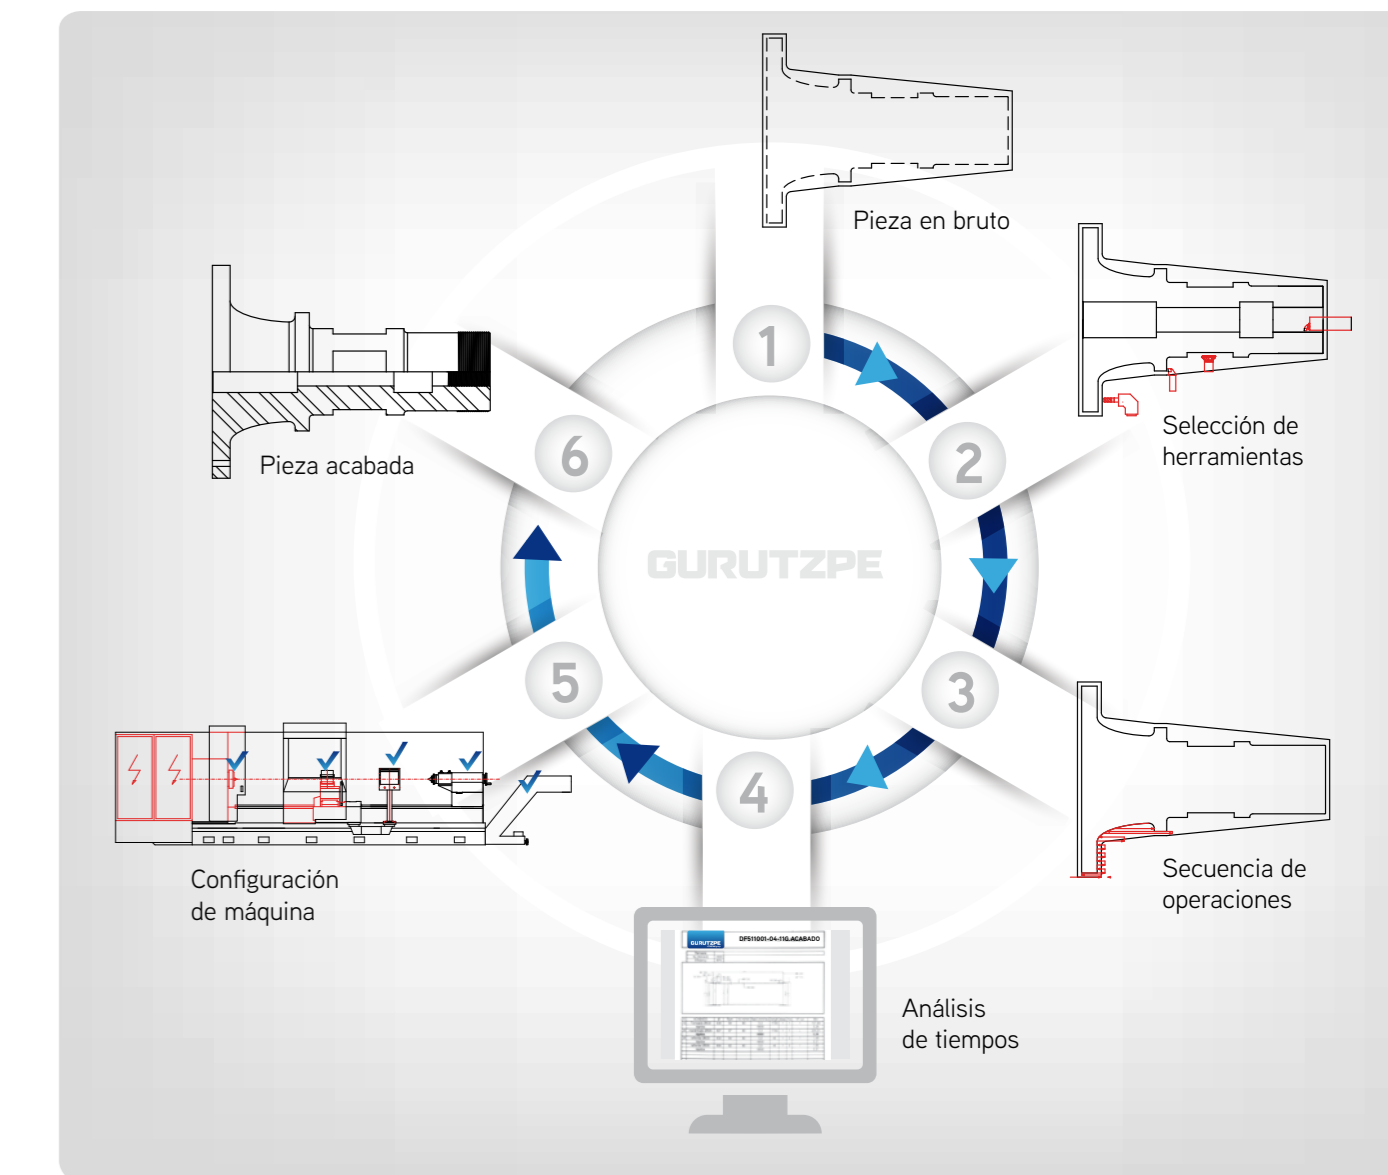 Pieza en bruto
1
Selección de
herramientas
2
3
Secuencia de
operaciones
4
Análisis
de tiempos
5
Configuración
de máquina
6
Pieza acabada
GURUTZPE
GURUTZPE
DF511001-04-11G.ACABADO